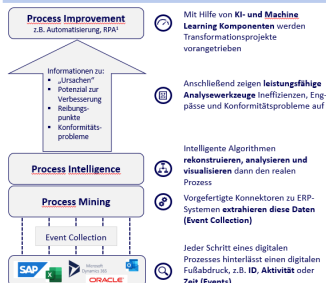 Process Improvement
z.B. Automatisierung, RPA¹
Informationen zu:
▪ „Ursachen"
▪ Potenzial zur
Verbesserung
▪ Reibungs-
punkte
▪ Konformitäts-
probleme
Process Intelligence
Process Mining
Event Collection
SAP
Microsoft
Dynamics 365
ORACLE
Mit Hilfe von KI- und Machine
Learning Komponenten werden
Transformationsprojekte
vorangetrieben
Anschließend zeigen leistungsfähige
Analysewerkzeuge Ineffizienzen, Eng-
pässe und Konformitätsprobleme auf
Intelligente Algorithmen
rekonstruieren, analysieren und
visualisieren dann den realen
Prozess
Vorgefertigte Konnektoren zu ERP-
Systemen extrahieren diese Daten
(Event Collection)
Jeder Schritt eines digitalen
Prozesses hinterlässt einen digitalen
Fußabdruck, z.B. ID, Aktivität oder
Zeit (Events)